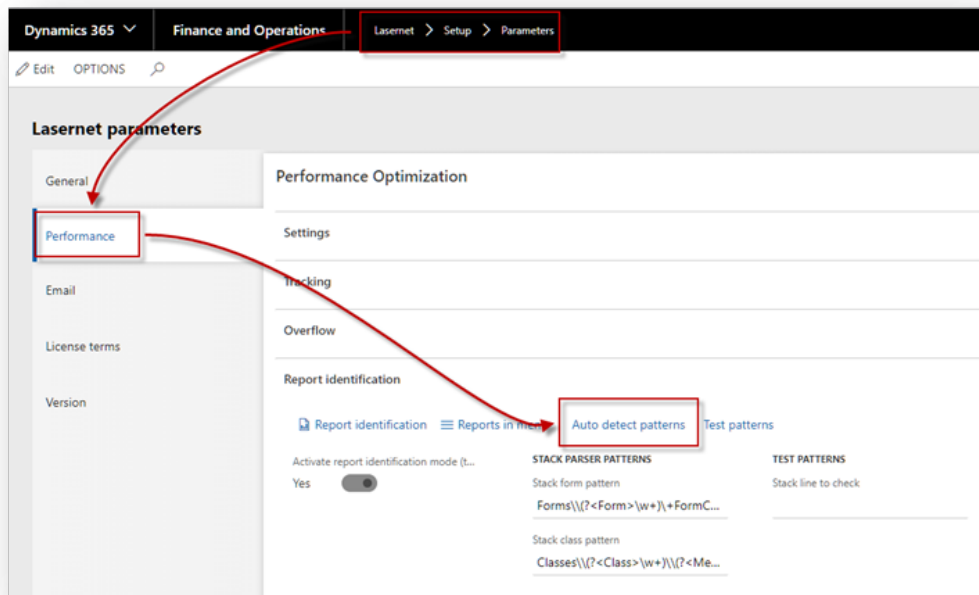 Dynamics 365 Finance and Operations Lasernet > Setup > Parameters
Edit OPTIONS
Lasernet parameters
General
Performance
Email
License terms
Version
Performance Optimization
Settings
Tracking
Overflow
Report identification
Report identification Reports in mem Auto detect patterns Test patterns
Activate report identification mode (t...
Yes
STACK PARSER PATTERNS
Stack form pattern
Forms\\(?<Form>\w+)\+FormC...
Stack class pattern
Classes\\(?<Class>\w+)\\(?<Me...
TEST PATTERNS
Stack line to check